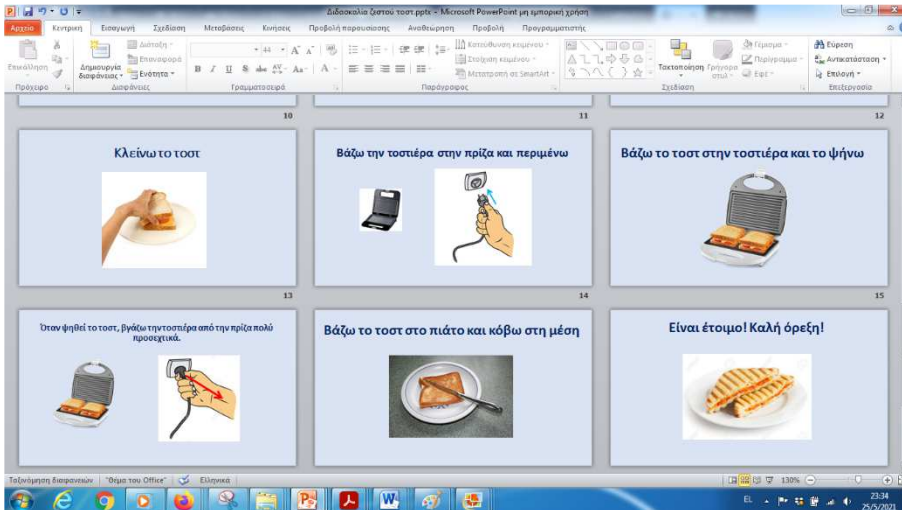 Διδασκαλία ζεστού τοστ.pptx - Microsoft PowerPoint μη εμπορική χρήση
Αρχείο Κεντρική Εισαγωγή Σχεδίαση Μεταβάσεις Κινήσεις Προβολή παρουσίασης Αναθεώρηση Προβολή Προγραμματιστής
Επικόλληση
Δημιουργία διαφάνειας
Διάταξη
Επαναφορά
Ενότητα
44
Κατεύθυνση κειμένου
Στοίχιση κειμένου
Μετατροπή σε SmartArt
Τακτοποίηση
Γρήγορα στυλ
Γέμισμα
Περίγραμμα
Εφέ
Εύρεση
Αντικατάσταση
Επιλογή
Πρόχειρο Διαφάνειες Γραμματοσειρά Παράγραφος Σχεδίαση Επεξεργασία
10 11 12
Κλείνω το τοστ
Βάζω την τοστιέρα στην πρίζα και περιμένω
Βάζω το τοστ στην τοστιέρα και το ψήνω
13 14 15
Όταν ψηθεί το τοστ, βγάζω την τοστιέρα από την πρίζα πολύ
προσεχτικά.
Βάζω το τοστ στο πιάτο και κόβω στη μέση
Είναι έτοιμο! Καλή όρεξη!
Ταξινόμηση διαφανειών "Θέμα του Office" Ελληνικά 130%
EL 23:34
25/5/2021